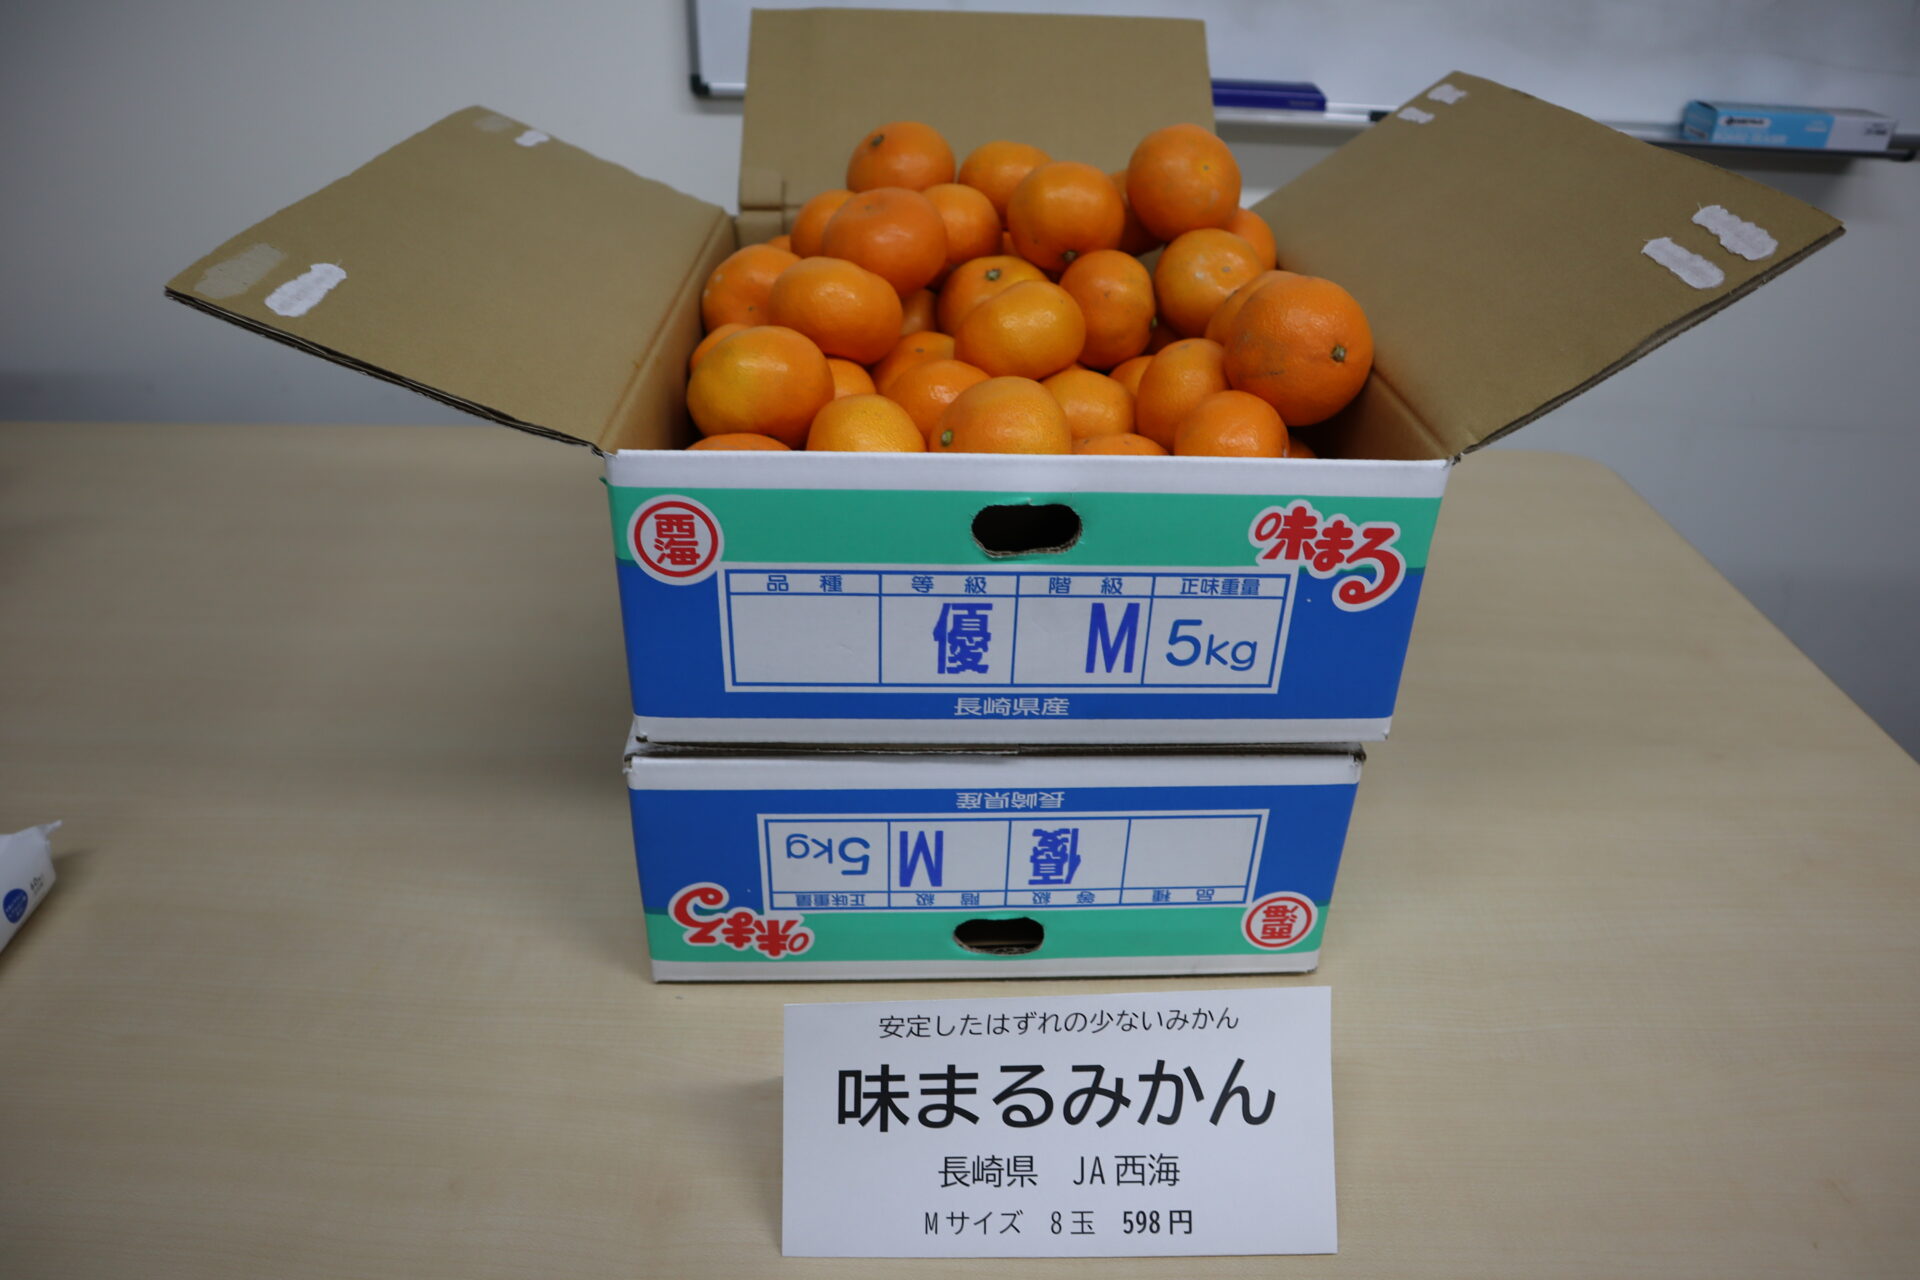 西海
味まる
品種 等級 階級 正味重量
優 M 5kg
長崎県産
長崎県産
品種 等級 階級 正味重量
優 M 5kg
味まる
西海
安定したはずれの少ないみかん
味まるみかん
長崎県 JA西海
Mサイズ 8玉 598円